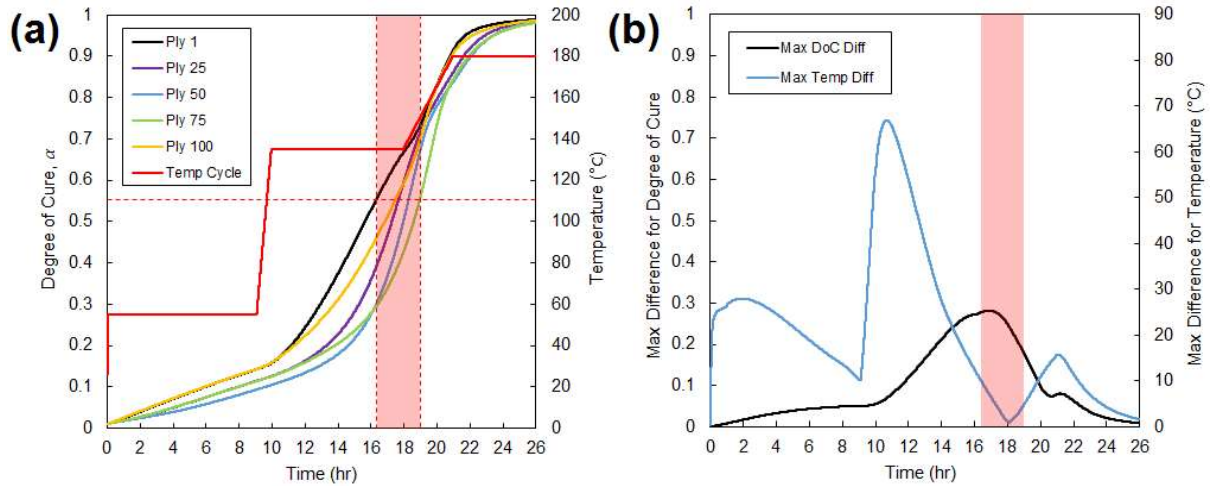 (a)
1
0.9
0.8
0.7
0.6
0.5
0.4
0.3
0.2
0.1
0
Degree of Cure, α
Ply 1
Ply 25
Ply 50
Ply 75
Ply 100
Temp Cycle
200
180
160
140
120
100
80
60
40
20
0
Temperature (°c)
0 2 4 6 8 10 12 14 16 18 20 22 24 26
Time (hr)
(b)
1
0.9
0.8
0.7
0.6
0.5
0.4
0.3
0.2
0.1
0
Max Difference for Degree of Cure
Max DoC Diff
Max Temp Diff
90
80
70
60
50
40
30
20
10
0
Max Difference for Temperature (°C)
0 2 4 6 8 10 12 14 16 18 20 22 24 26
Time (hr)